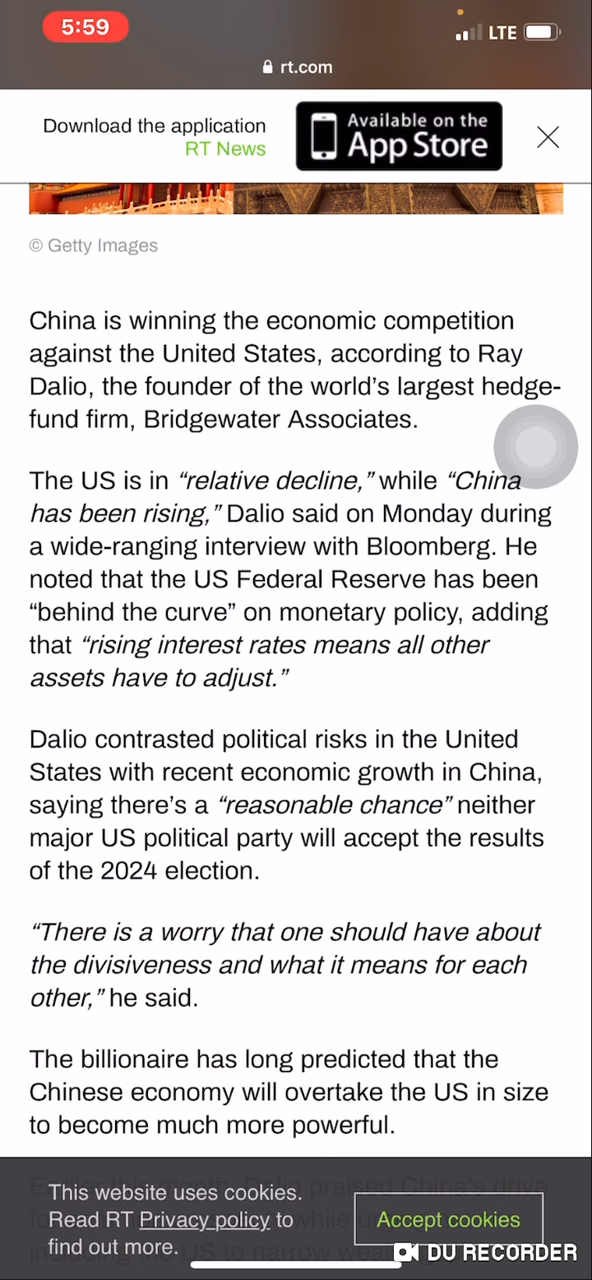 5:59
LTE
rt.com
Download the application
RT News
Available on the
App Store
© Getty Images
China is winning the economic competition
against the United States, according to Ray
Dalio, the founder of the world’s largest hedge-
fund firm, Bridgewater Associates.
The US is in “relative decline,” while “China
has been rising,” Dalio said on Monday during
a wide-ranging interview with Bloomberg. He
noted that the US Federal Reserve has been
“behind the curve” on monetary policy, adding
that “rising interest rates means all other
assets have to adjust.”
Dalio contrasted political risks in the United
States with recent economic growth in China,
saying there’s a “reasonable chance” neither
major US political party will accept the results
of the 2024 election.
“There is a worry that one should have about
the divisiveness and what it means for each
other,” he said.
The billionaire has long predicted that the
Chinese economy will overtake the US in size
to become much more powerful.
This website uses cookies.
Read RT Privacy policy to
find out more.
Accept cookies
DU RECORDER